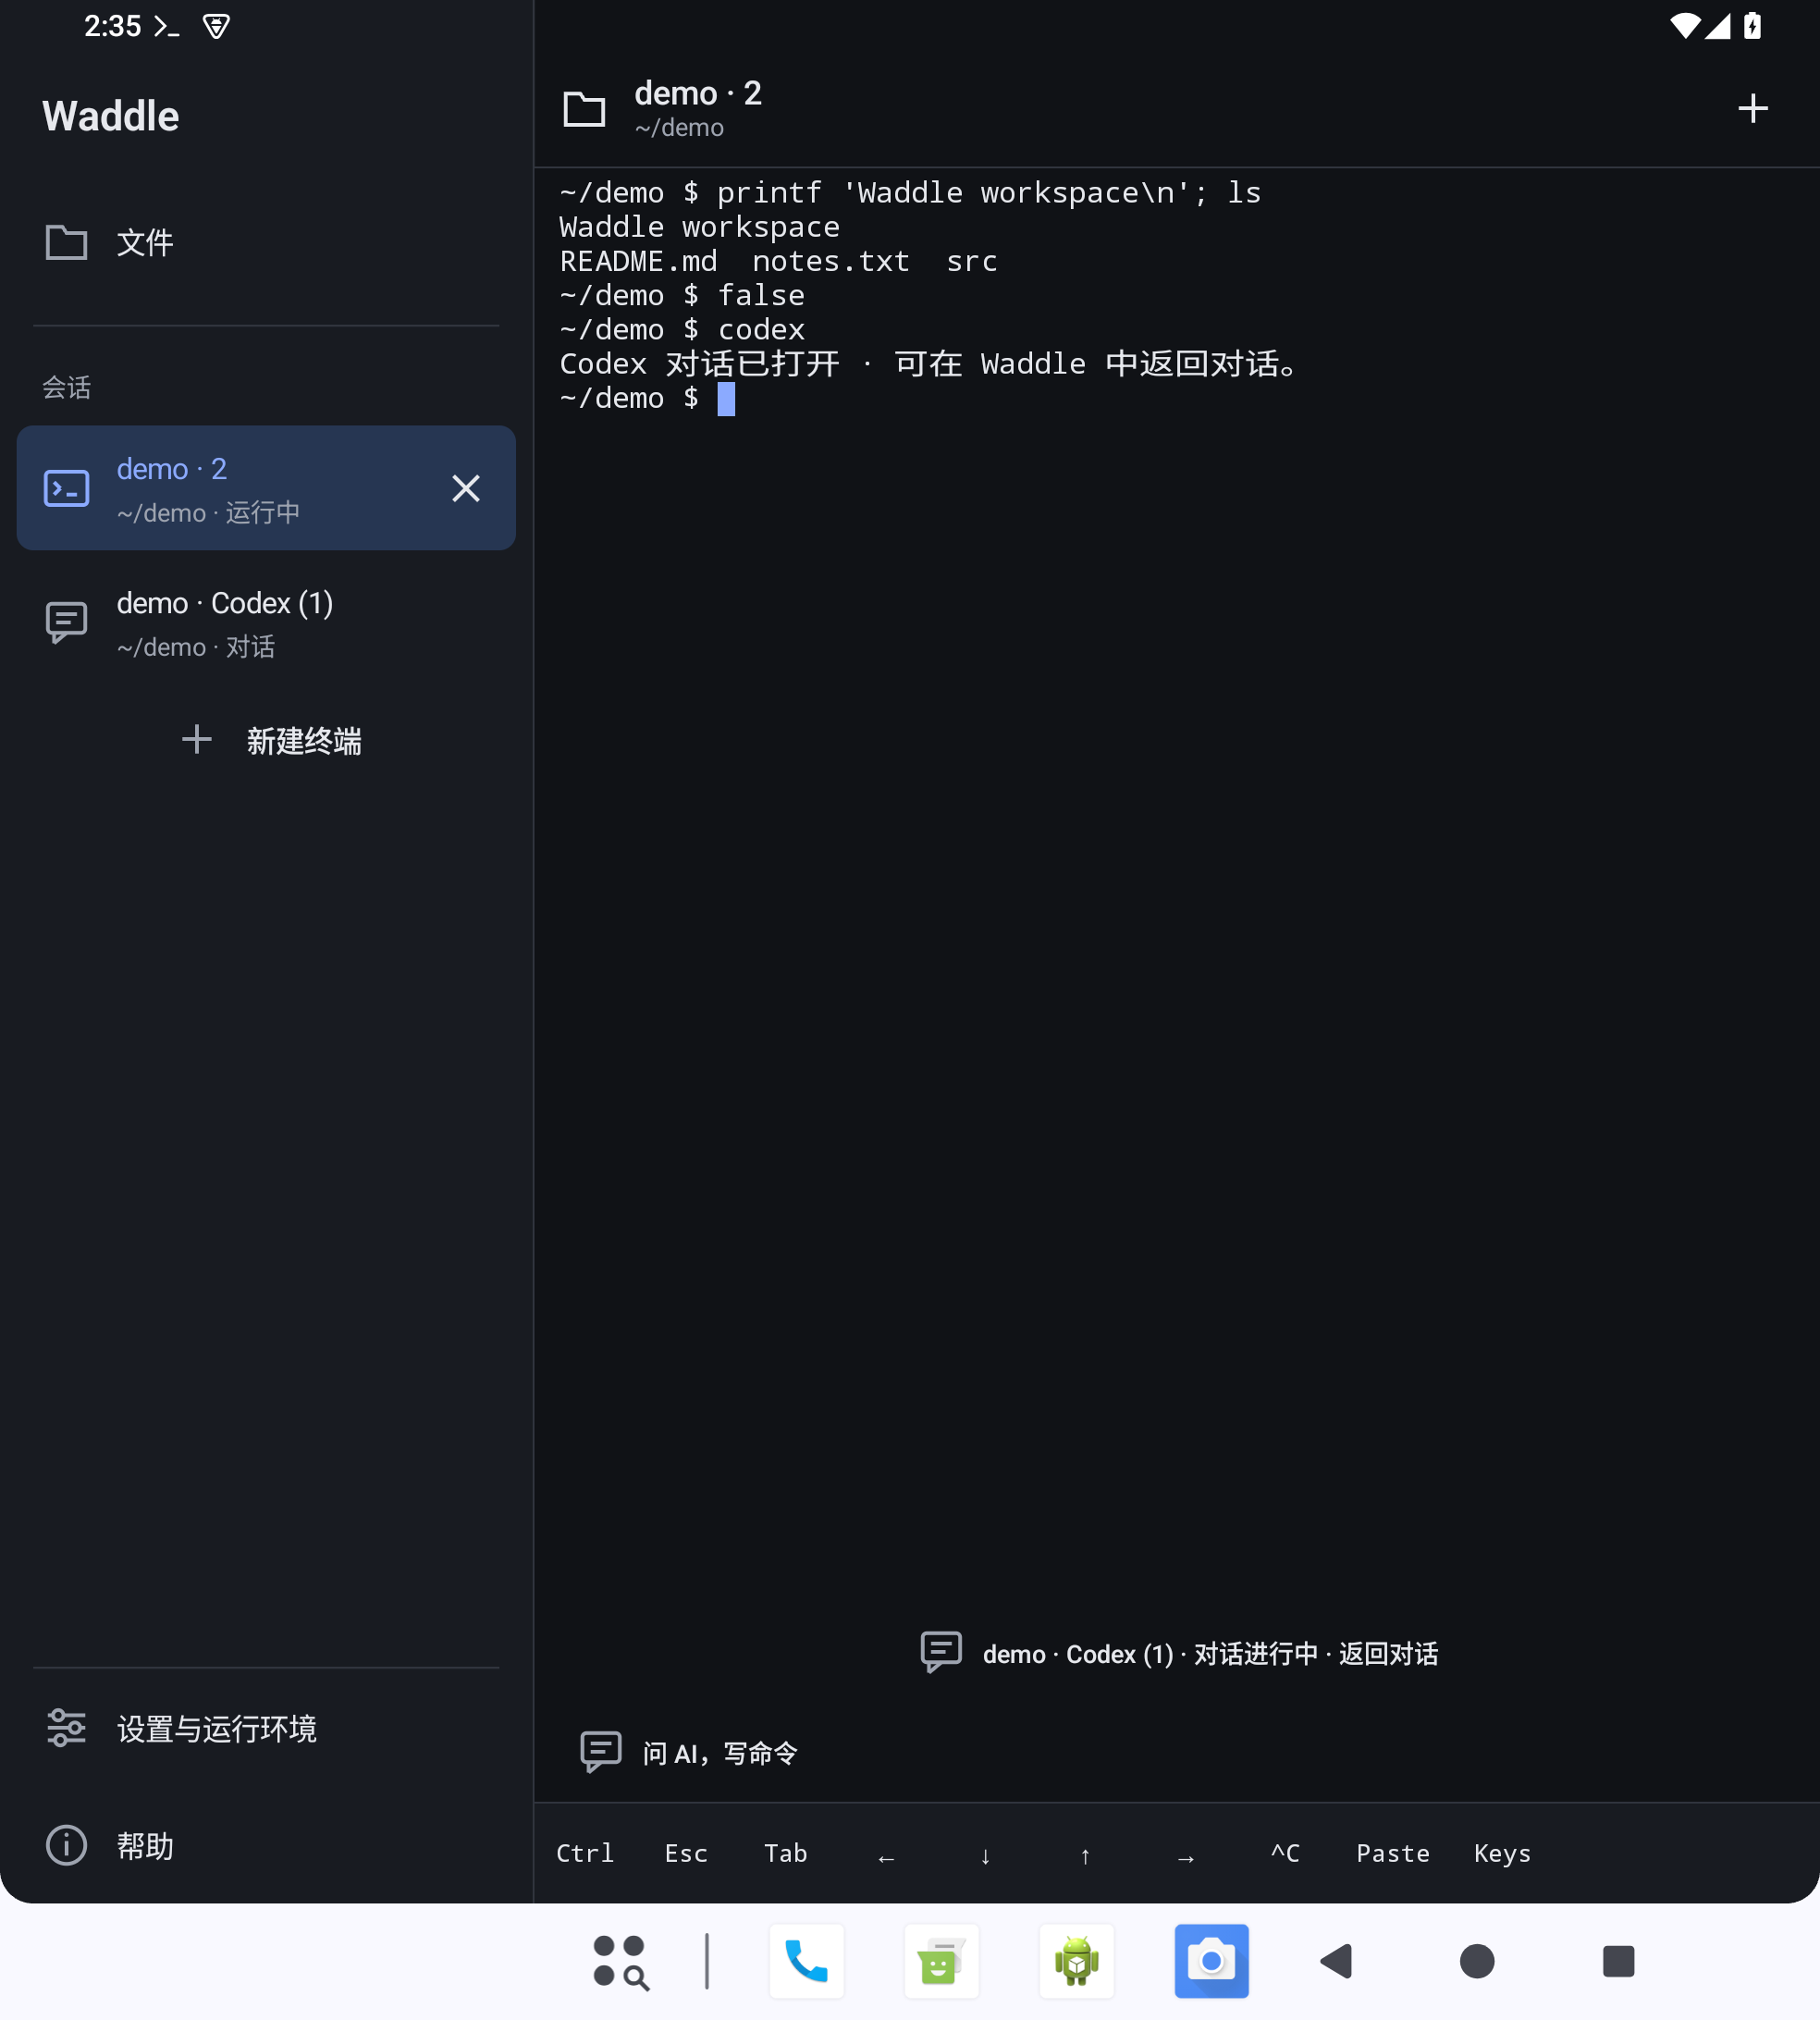 2:35
Waddle
文件
会话
demo · 2
~/demo · 运行中
demo · Codex (1)
~/demo · 对话
新建终端
设置与运行环境
帮助
demo · 2
~/demo
~/demo $ printf 'Waddle workspace\n'; ls
Waddle workspace
README.md  notes.txt  src
~/demo $ false
~/demo $ codex
Codex 对话已打开 · 可在 Waddle 中返回对话。
~/demo $
demo · Codex (1) · 对话进行中 · 返回对话
问 AI，写命令
Ctrl Esc Tab ← ↓ ↑ → ^C Paste Keys